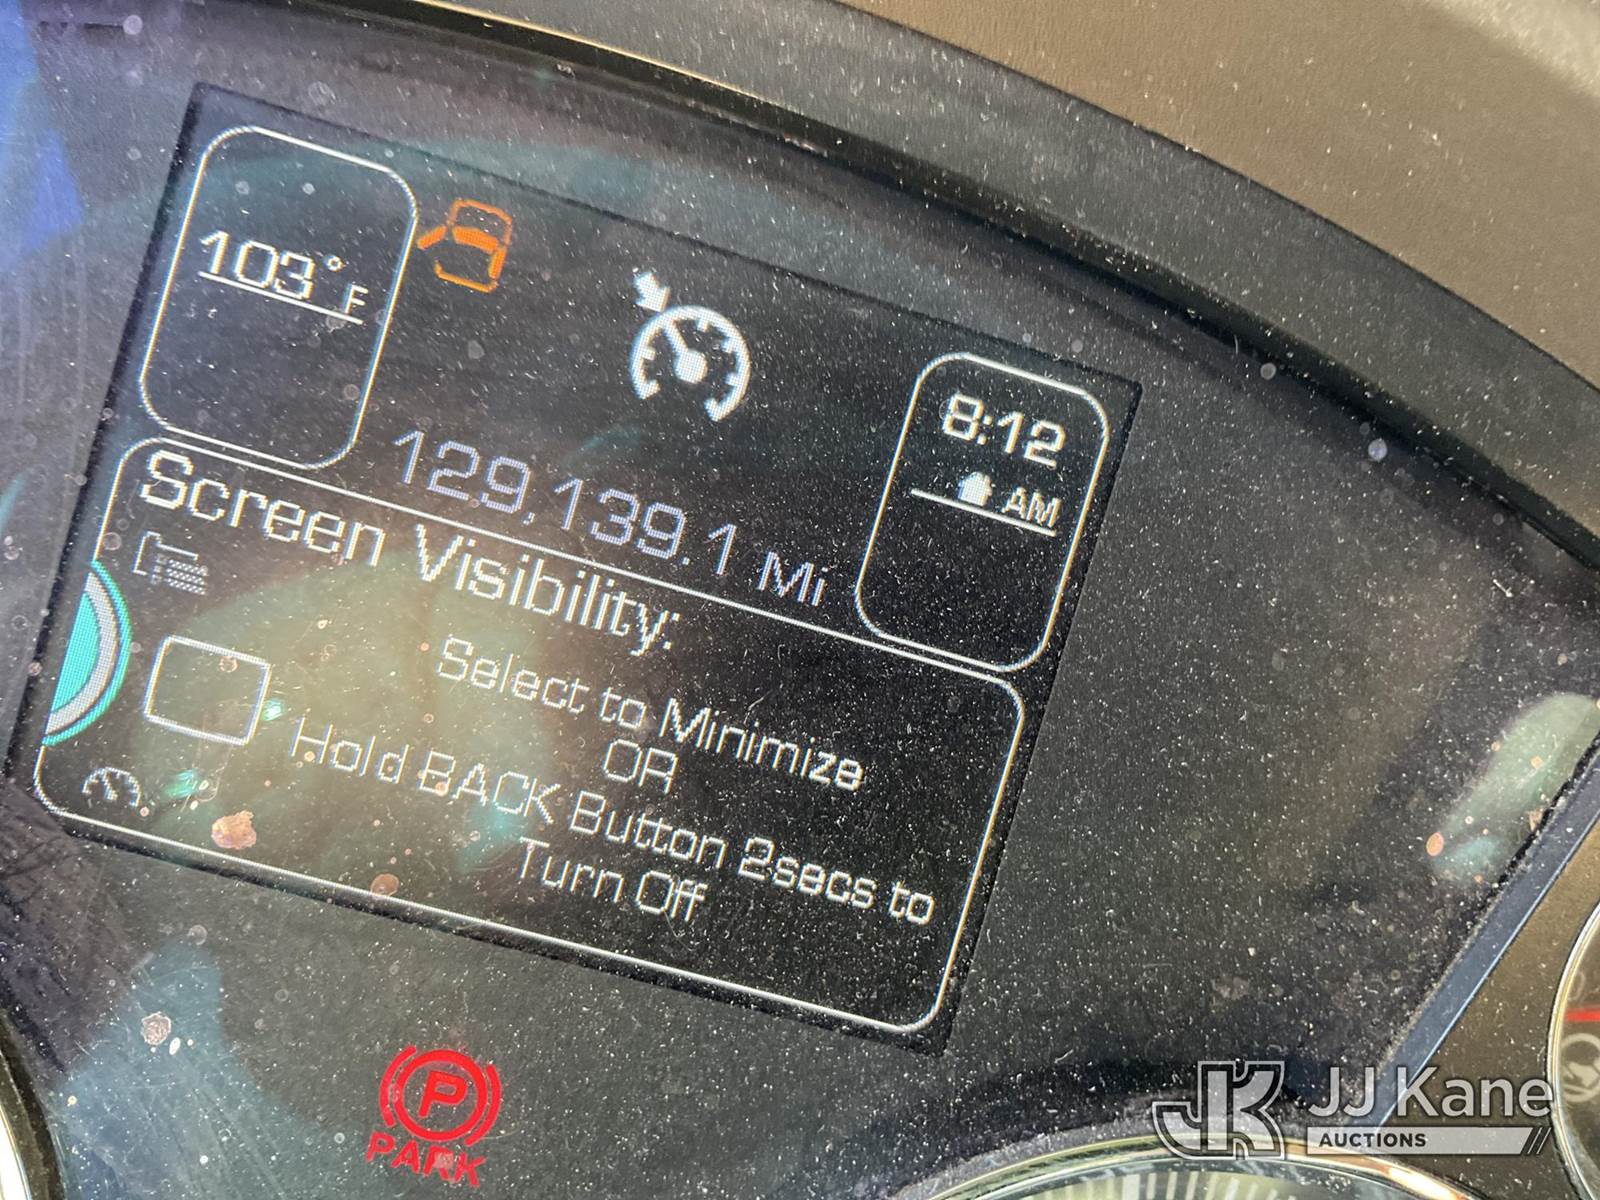 103°F
8:12
AM
129,139.1 Mi
Screen Visibility:
Select to Minimize
OR
Hold BACK Button 2secs to
Turn Off
P
PARK
JK JJ Kane
AUCTIONS